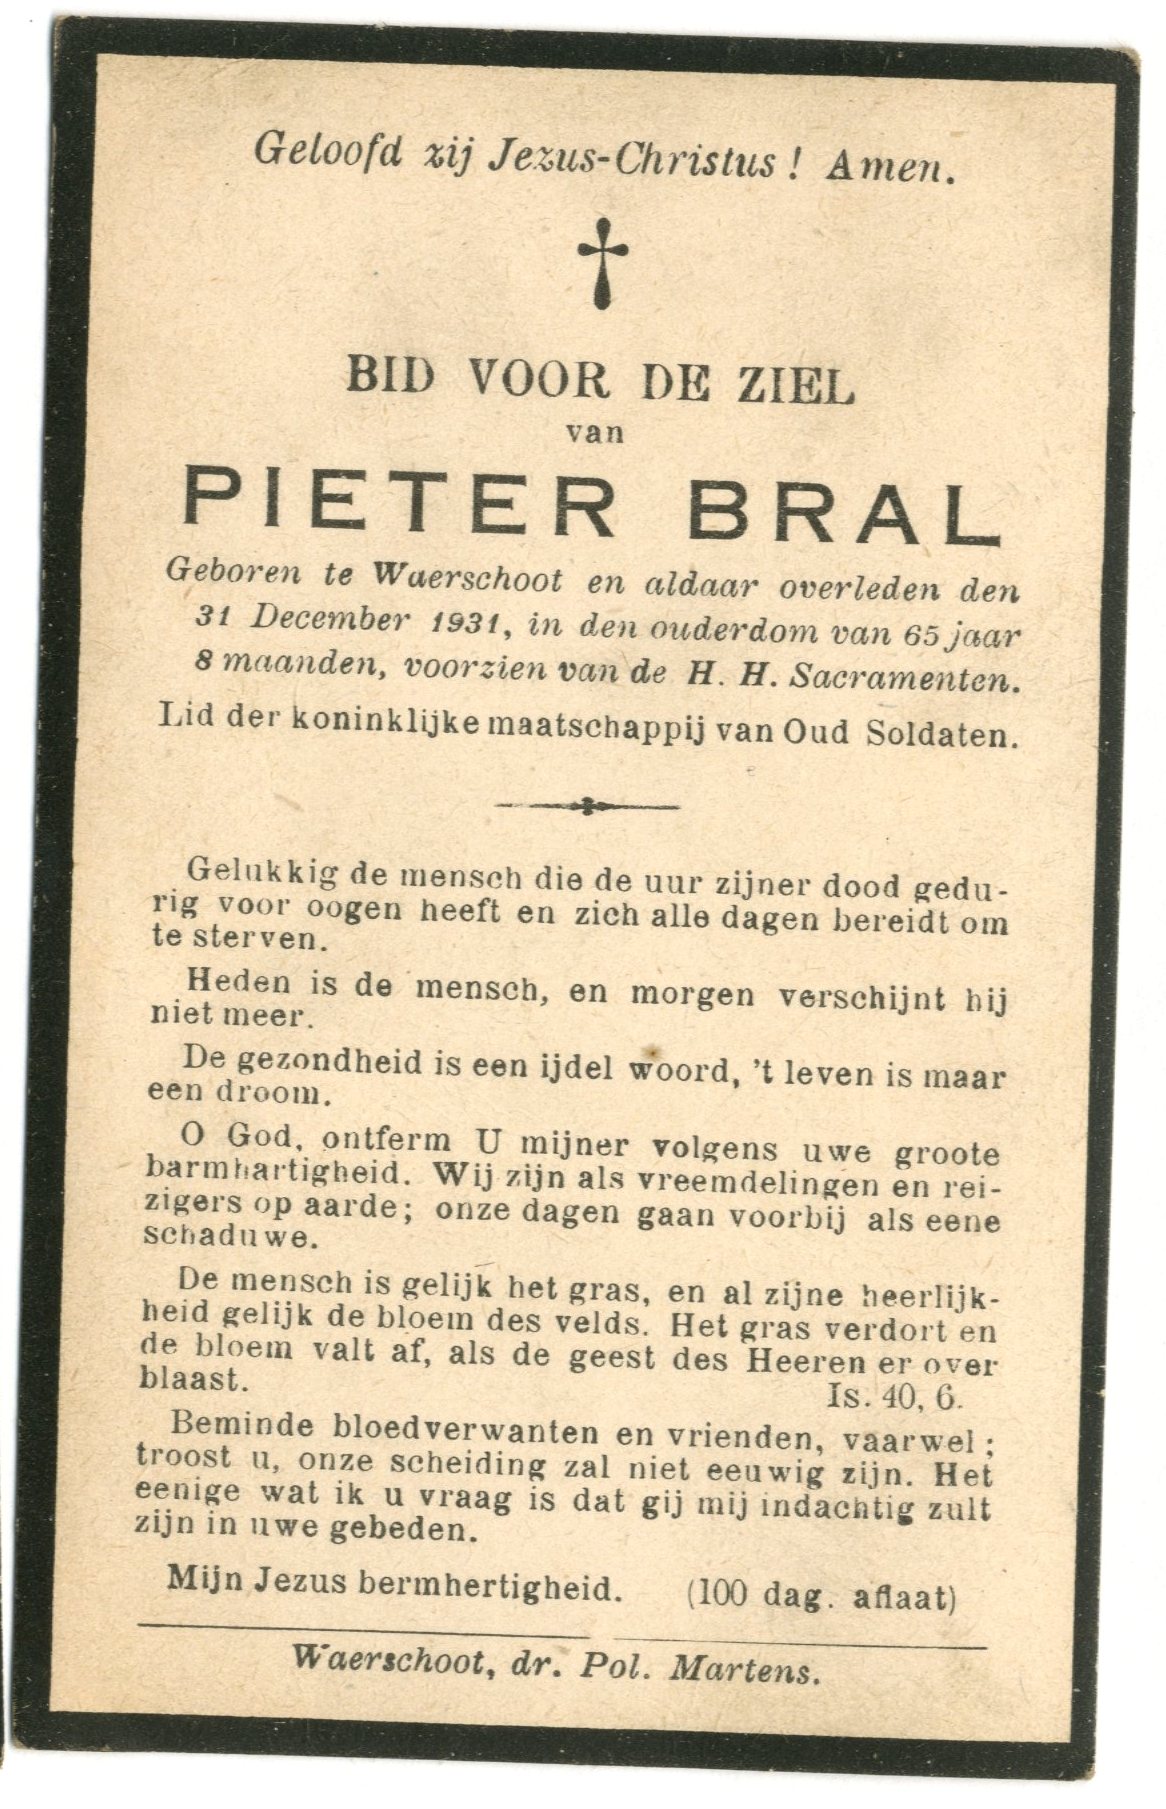 Geloofd zij Jezus-Christus! Amen.
BID VOOR DE ZIEL
van
PIETER BRAL
Geboren te Waerschoot en aldaar overleden den
31 December 1931, in den ouderdom van 65 jaar
8 maanden, voorzien van de H. H. Sacramenten.
Lid der koninklijke maatschappij van Oud Soldaten.
Gelukkig de mensch die de uur zijner dood gedu-
rig voor oogen heeft en zich alle dagen bereidt om
te sterven.
Heden is de mensch, en morgen verschijnt hij
niet meer.
De gezondheid is een ijdel woord, 't leven is maar
een droom.
O God, ontferm U mijner volgens uwe groote
barmhartigheid. Wij zijn als vreemdelingen en rei-
zigers op aarde; onze dagen gaan voorbij als eene
schaduwe.
De mensch is gelijk het gras, en al zijne heerlijk-
heid gelijk de bloem des velds. Het gras verdort en
de bloem valt af, als de geest des Heeren er over
blaast. Is. 40, 6.
Beminde bloedverwanten en vrienden, vaarwel;
troost u, onze scheiding zal niet eeuwig zijn. Het
eenige wat ik u vraag is dat gij mij indachtig zult
zijn in uwe gebeden.
Mijn Jezus bermhertigheid. (100 dag. aflaat)
Waerschoot, dr. Pol. Martens.